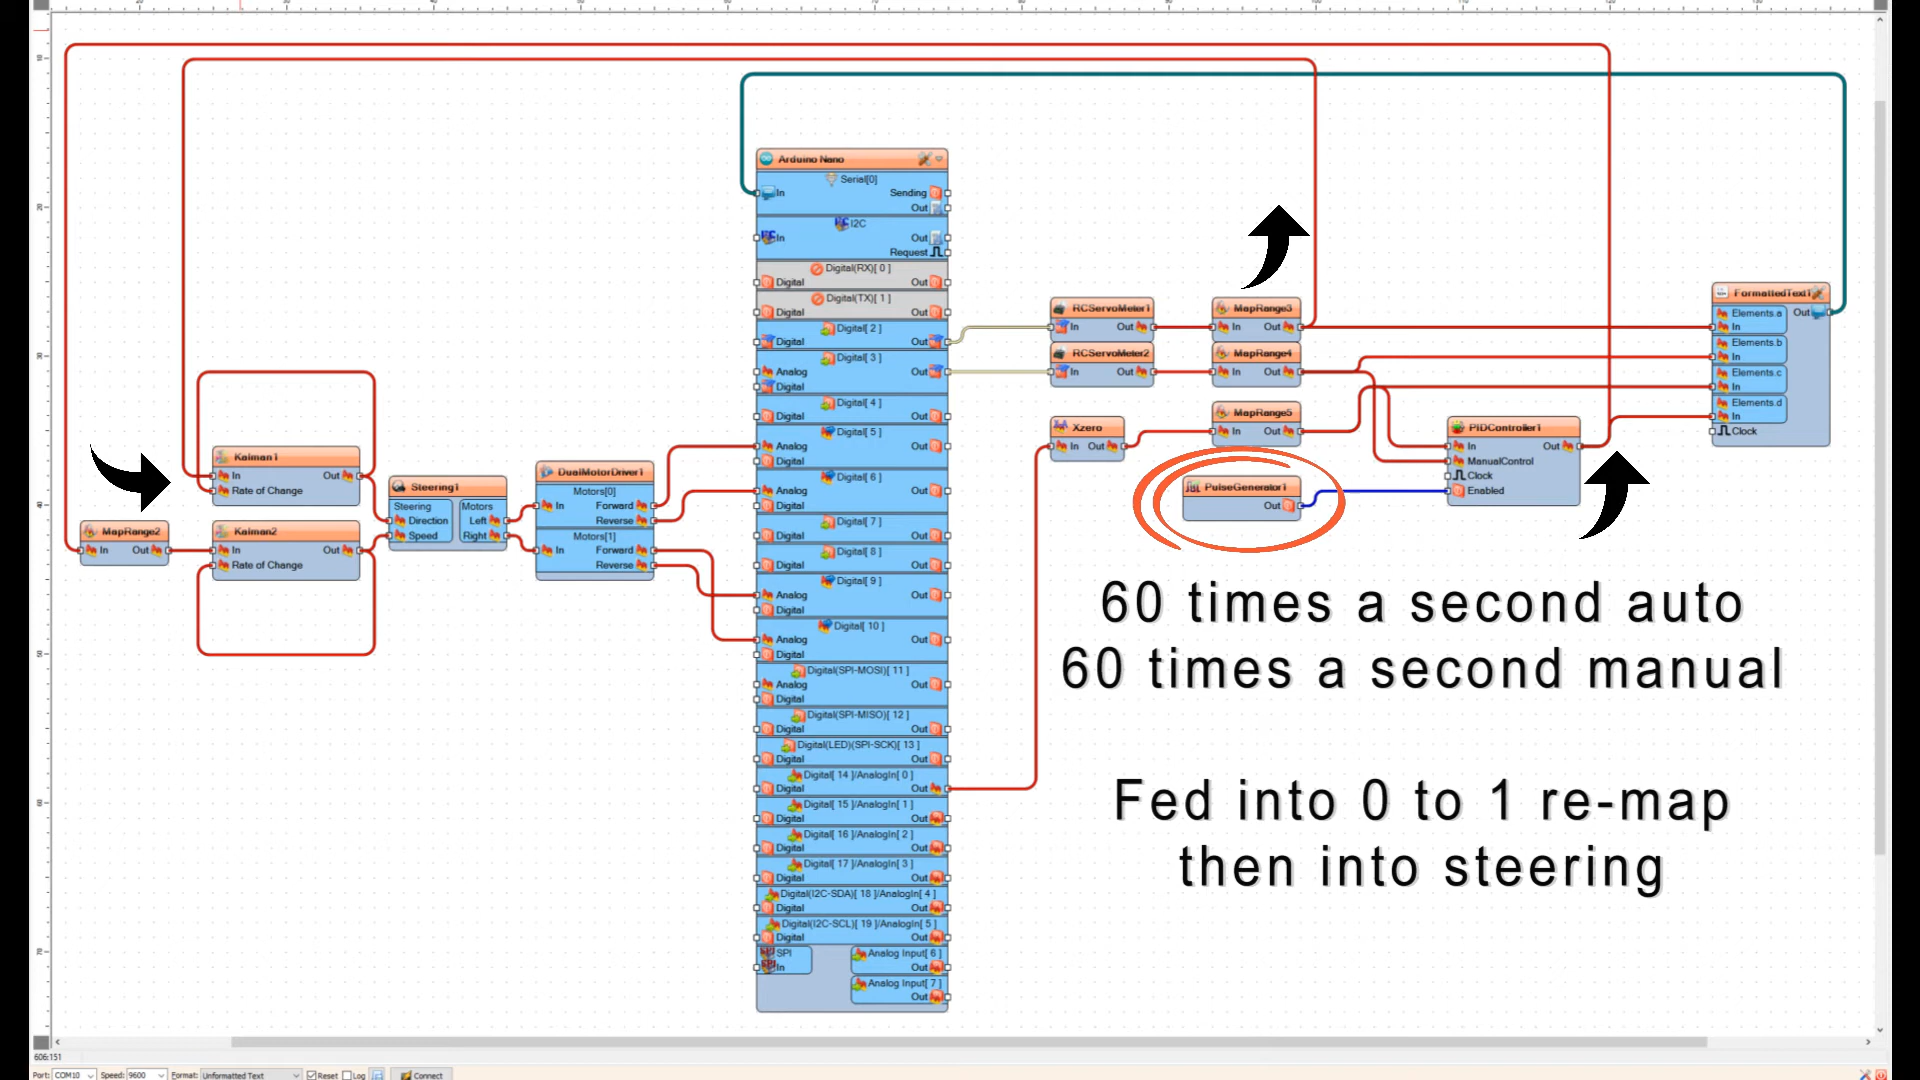 Arduino Nano
Serial[0]
In
Sending
Out
I2C
In
Out
Request
Digital(RX)[ 0 ]
Digital
Out
Digital(TX)[ 1 ]
Digital
Out
Digital[ 2 ]
Digital
Out
Digital[ 3 ]
Analog
Out
Digital
Digital[ 4 ]
Digital
Out
Digital[ 5 ]
Analog
Out
Digital
Digital[ 6 ]
Analog
Out
Digital
Digital[ 7 ]
Digital
Out
Digital[ 8 ]
Digital
Out
Digital[ 9 ]
Analog
Out
Digital
Digital[ 10 ]
Analog
Out
Digital
Digital(SPI-MOSI)[ 11 ]
Analog
Out
Digital
Digital(SPI-MISO)[ 12 ]
Digital
Out
Digital(LED)(SPI-SCK)[ 13 ]
Digital
Out
Digital[ 14 ]/AnalogIn[ 0 ]
Digital
Out
Digital[ 15 ]/AnalogIn[ 1 ]
Digital
Out
Digital[ 16 ]/AnalogIn[ 2 ]
Digital
Out
Digital[ 17 ]/AnalogIn[ 3 ]
Digital
Out
Digital(I2C-SDA)[ 18 ]/AnalogIn[ 4 ]
Digital
Out
Digital(I2C-SCL)[ 19 ]/AnalogIn[ 5 ]
Digital
Out
SPI
In
Analog Input[ 6 ]
Out
Analog Input[ 7 ]
Out
MapRange2
In Out
Kalman1
In Out
Rate of Change
Kalman2
In Out
Rate of Change
Steering1
Steering
Direction
Speed
Motors
Left
Right
DualMotorDriver1
Motors[0]
In Forward
Reverse
Motors[1]
In Forward
Reverse
RCServoMeter1
In Out
RCServoMeter2
In Out
MapRange3
In Out
MapRange4
In Out
MapRange5
In Out
Xzero
In Out
PulseGenerator1
Out
PIDController1
In Out
ManualControl
Clock
Enabled
FormattedText1
Elements.a
In
Out
Elements.b
In
Elements.c
In
Elements.d
In
Clock
60 times a second auto
60 times a second manual
Fed into 0 to 1 re-map
then into steering
606:151
Port: COM10 Speed: 9600 Format: Unformatted Text Reset Log Connect